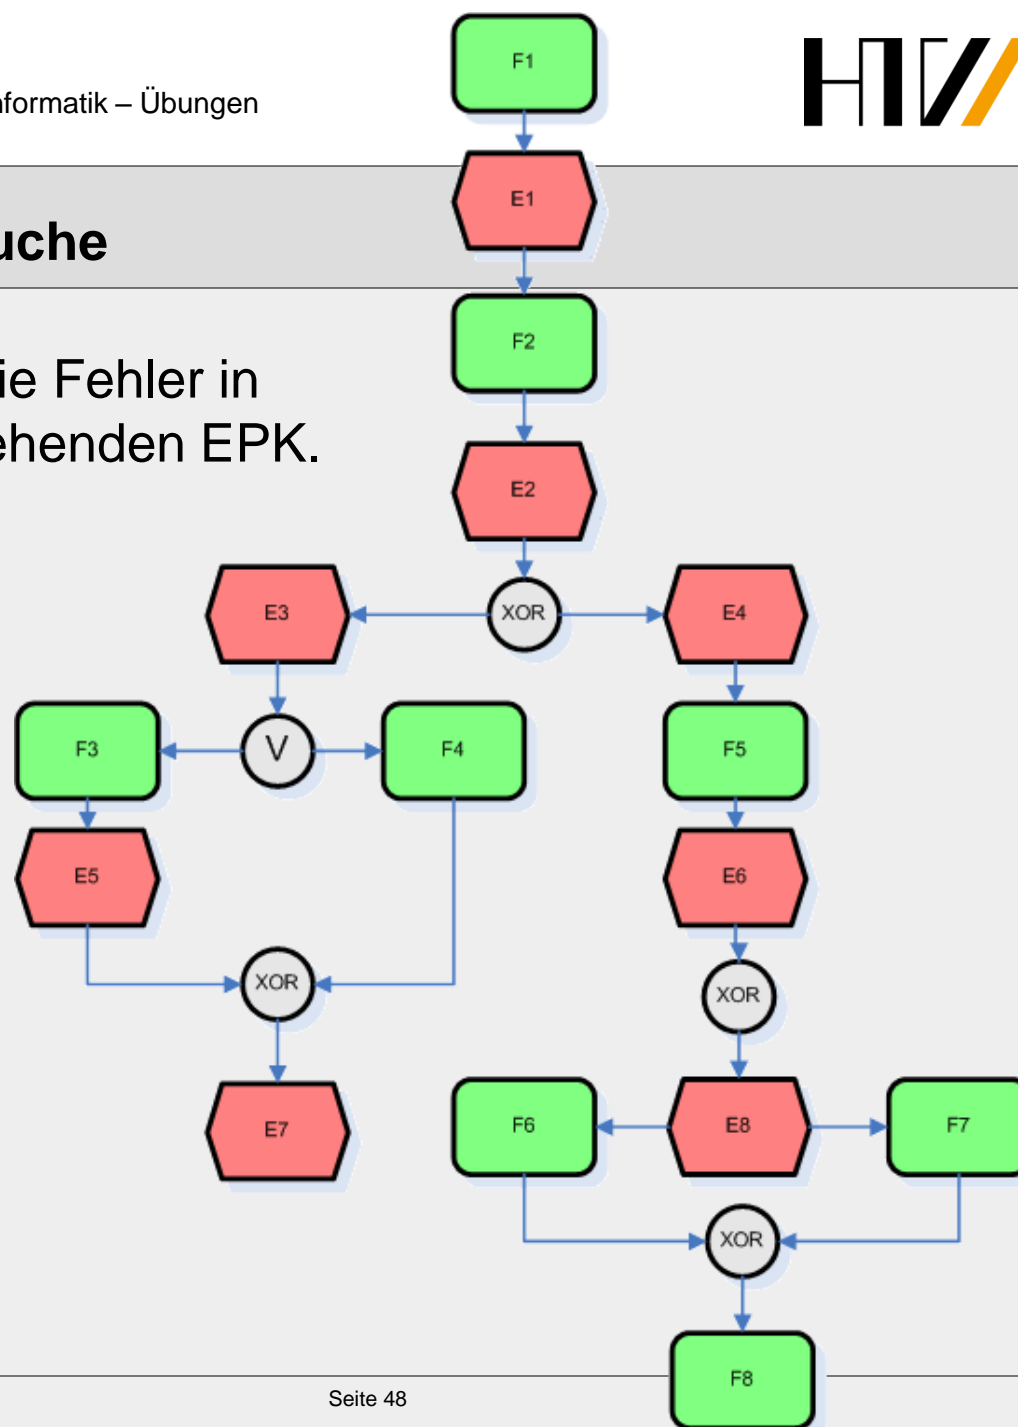 F1
nformatik – Übungen
E1
uche
F2
ie Fehler in
ehenden EPK.
E2
E3 XOR E4
F3 V F4 F5
E5 E6
XOR XOR
E7 F6 E8 F7
XOR
F8
Seite 48